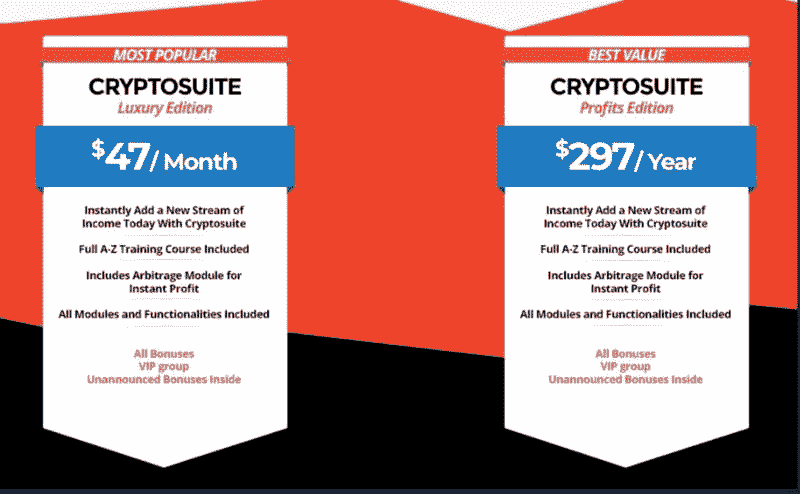 MOST POPULAR
CRYPTOSUITE
Luxury Edition
$47/ Month
Instantly Add a New Stream of
Income Today With Cryptosuite
Full A-Z Training Course Included
Includes Arbitrage Module for
Instant Profit
All Modules and Functionalities Included
All Bonuses
VIP group
Unannounced Bonuses Inside
BEST VALUE
CRYPTOSUITE
Profits Edition
$297/ Year
Instantly Add a New Stream of
Income Today With Cryptosuite
Full A-Z Training Course Included
Includes Arbitrage Module for
Instant Profit
All Modules and Functionalities Included
All Bonuses
VIP group
Unannounced Bonuses Inside